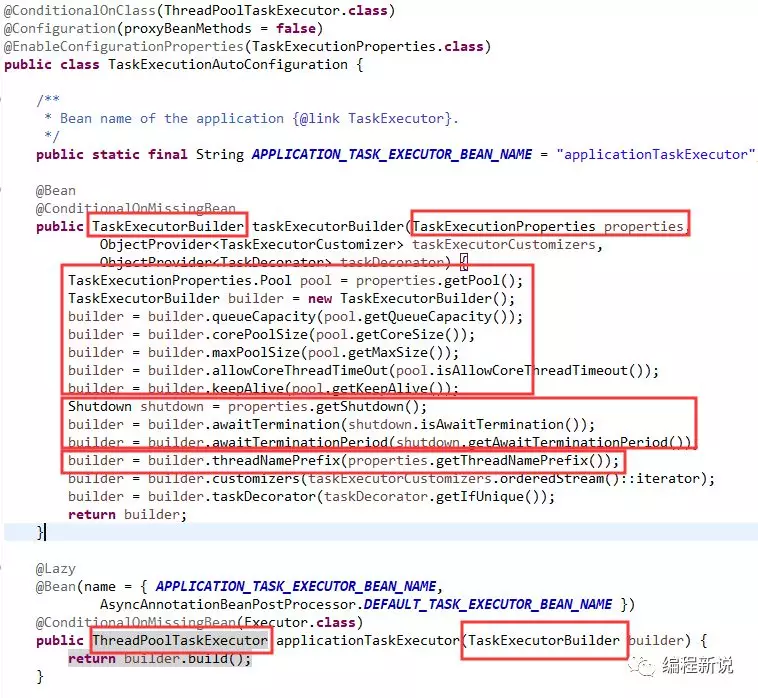 @ConditionalOnClass(ThreadPoolTaskExecutor.class)
@Configuration(proxyBeanMethods = false)
@EnableConfigurationProperties(TaskExecutionProperties.class)
public class TaskExecutionAutoConfiguration {
/**
* Bean name of the application {@link TaskExecutor}.
*/
public static final String APPLICATION_TASK_EXECUTOR_BEAN_NAME = "applicationTaskExecutor";
@Bean
@ConditionalOnMissingBean
public TaskExecutorBuilder taskExecutorBuilder(TaskExecutionProperties properties,
ObjectProvider<TaskExecutorCustomizer> taskExecutorCustomizers,
ObjectProvider<TaskDecorator> taskDecorator) {
TaskExecutionProperties.Pool pool = properties.getPool();
TaskExecutorBuilder builder = new TaskExecutorBuilder();
builder = builder.queueCapacity(pool.getQueueCapacity());
builder = builder.corePoolSize(pool.getCoreSize());
builder = builder.maxPoolSize(pool.getMaxSize());
builder = builder.allowCoreThreadTimeOut(pool.isAllowCoreThreadTimeout());
builder = builder.keepAlive(pool.getKeepAlive());
Shutdown shutdown = properties.getShutdown();
builder = builder.awaitTermination(shutdown.isAwaitTermination());
builder = builder.awaitTerminationPeriod(shutdown.getAwaitTerminationPeriod());
builder = builder.threadNamePrefix(properties.getThreadNamePrefix());
builder = builder.customizers(taskExecutorCustomizers.orderedStream()::iterator);
builder = builder.taskDecorator(taskDecorator.getIfUnique());
return builder;
}
@Lazy
@Bean(name = { APPLICATION_TASK_EXECUTOR_BEAN_NAME,
AsyncAnnotationBeanPostProcessor.DEFAULT_TASK_EXECUTOR_BEAN_NAME })
@ConditionalOnMissingBean(Executor.class)
public ThreadPoolTaskExecutor applicationTaskExecutor(TaskExecutorBuilder builder) {
return builder.build();
}
编程新说